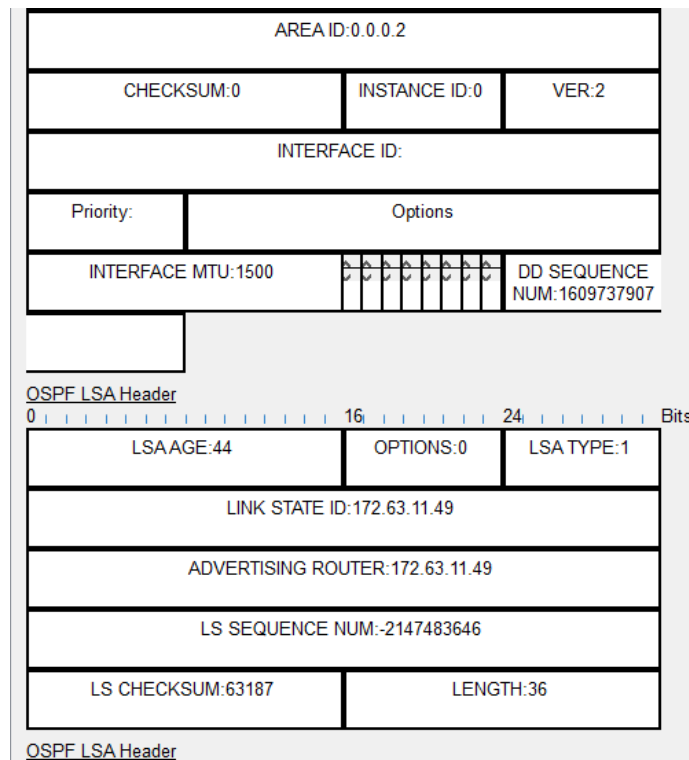 AREA ID:0.0.0.2
CHECKSUM:0 INSTANCE ID:0 VER:2
INTERFACE ID:
Priority: Options
INTERFACE MTU:1500 DD SEQUENCE
NUM:1609737907
OSPF LSA Header
0 16 24 Bits
LSA AGE:44 OPTIONS:0 LSA TYPE:1
LINK STATE ID:172.63.11.49
ADVERTISING ROUTER:172.63.11.49
LS SEQUENCE NUM:-2147483646
LS CHECKSUM:63187 LENGTH:36
OSPF LSA Header